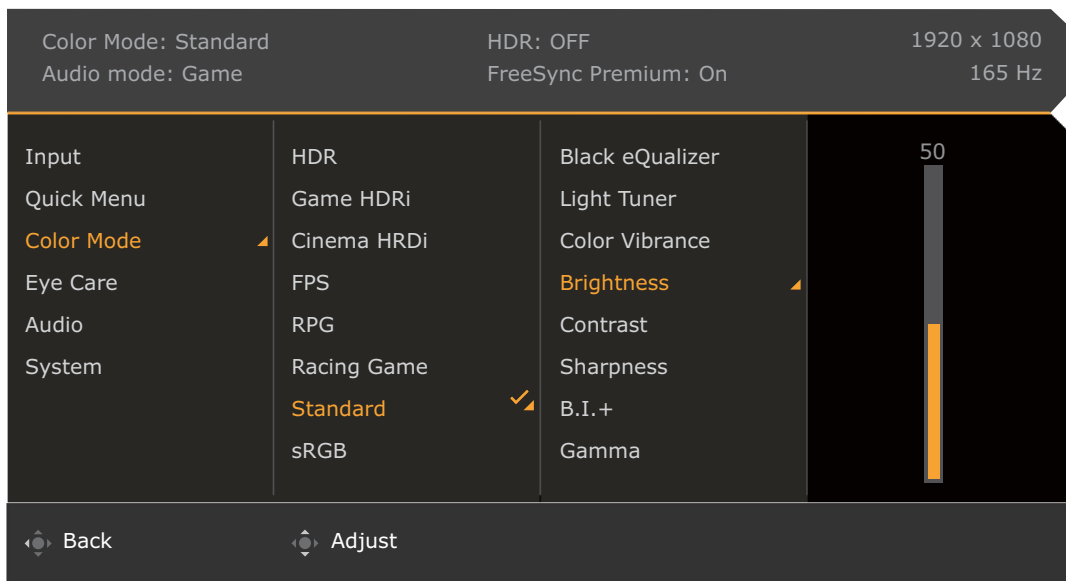 Color Mode: Standard
HDR: OFF
1920 x 1080
Audio mode: Game
FreeSync Premium: On
165 Hz
Input
Quick Menu
Color Mode
Eye Care
Audio
System
HDR
Game HDRi
Cinema HRDi
FPS
RPG
Racing Game
Standard
sRGB
Black eQualizer
Light Tuner
Color Vibrance
Brightness
Contrast
Sharpness
B.I.+
Gamma
50
Back
Adjust